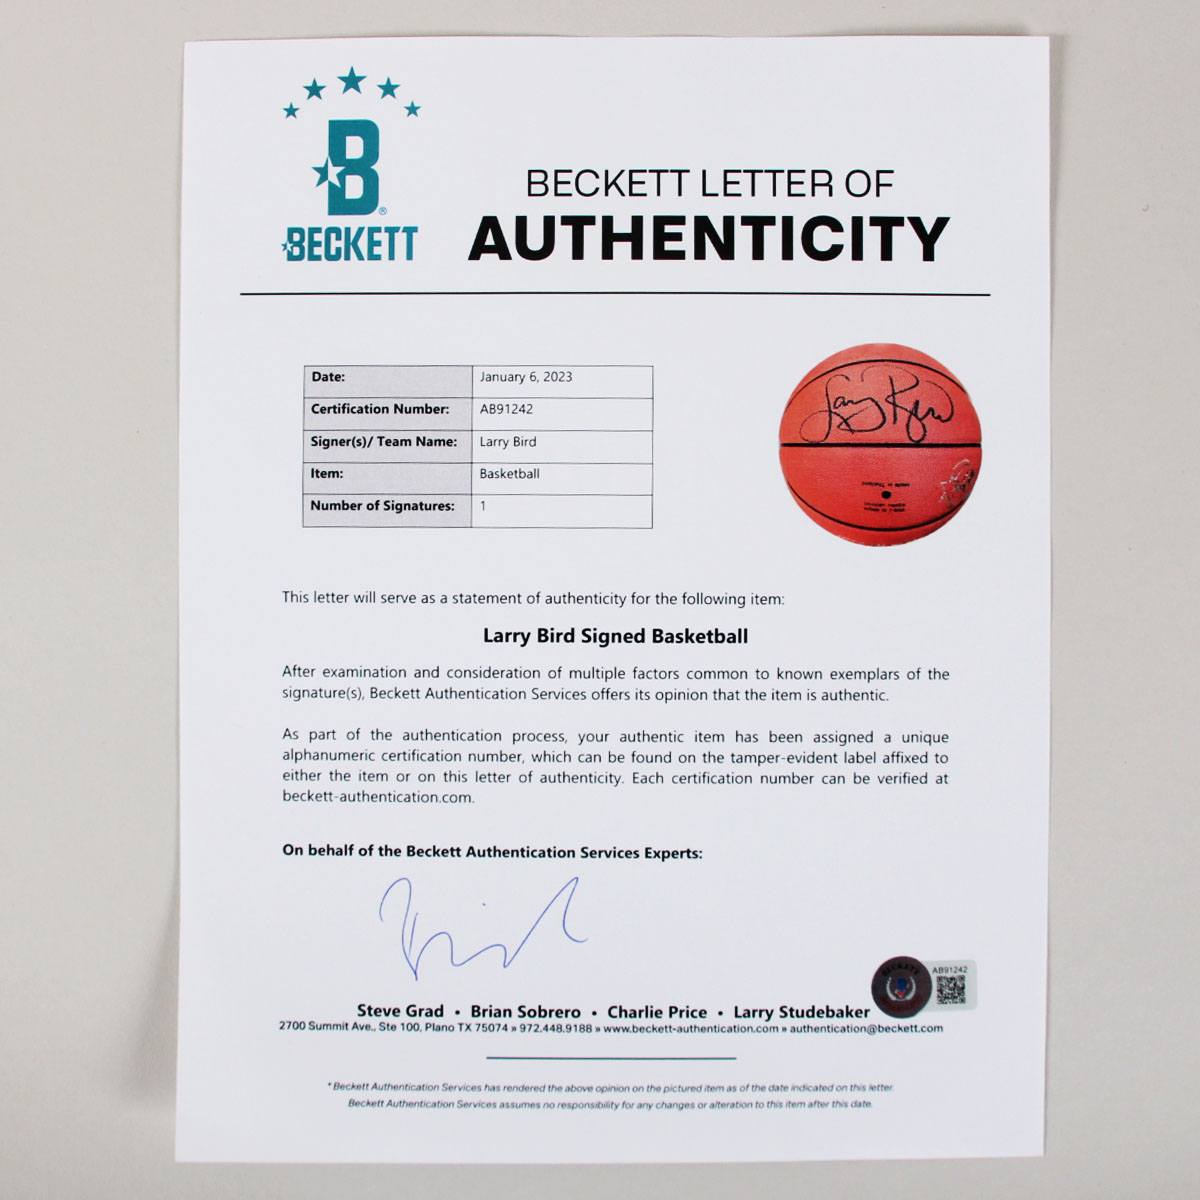 B®
BECKETT
BECKETT LETTER OF
AUTHENTICITY
Date: January 6, 2023
Certification Number: AB91242
Signer(s)/ Team Name: Larry Bird
Item: Basketball
Number of Signatures: 1
Larry Bird
This letter will serve as a statement of authenticity for the following item:
Larry Bird Signed Basketball
After examination and consideration of multiple factors common to known exemplars of the
signature(s), Beckett Authentication Services offers its opinion that the item is authentic.
As part of the authentication process, your authentic item has been assigned a unique
alphanumeric certification number, which can be found on the tamper-evident label affixed to
either the item or on this letter of authenticity. Each certification number can be verified at
beckett-authentication.com.
On behalf of the Beckett Authentication Services Experts:
BECKETT
AB91242
Steve Grad • Brian Sobrero • Charlie Price • Larry Studebaker
2700 Summit Ave., Ste 100, Plano TX 75074 » 972.448.9188 » www.beckett-authentication.com » authentication@beckett.com
* Beckett Authentication Services has rendered the above opinion on the pictured item as of the date indicated on this letter.
Beckett Authentication Services assumes no responsibility for any changes or alteration to this item after this date.